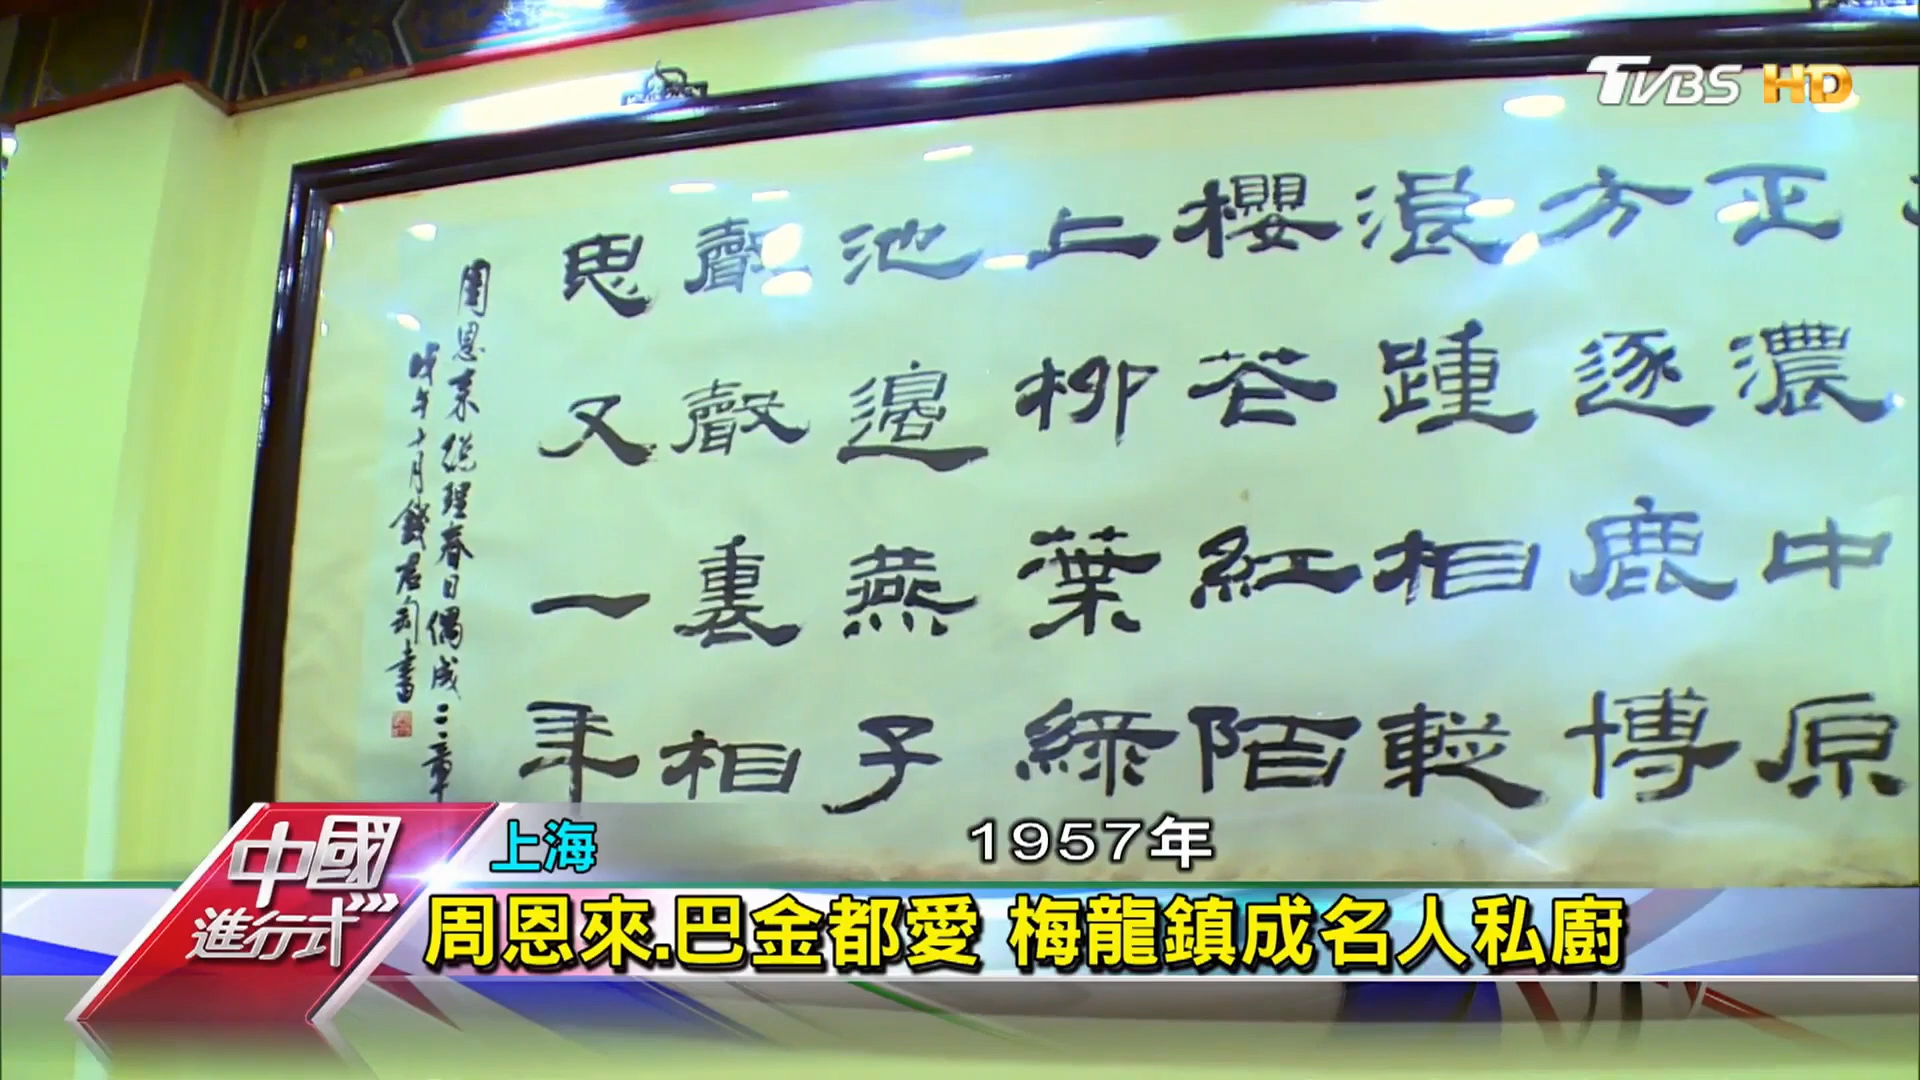 TVBS HD
正濃中原
方逐鹿博
浪踵相
櫻花紅陌
上柳葉綠
池邊燕子
聲聲裏相
思又一年
周恩來總理春日偶成二章
戊午十月錢君匋書
上海
1957年
中國進行式
周恩來.巴金都愛 梅龍鎮成名人私廚